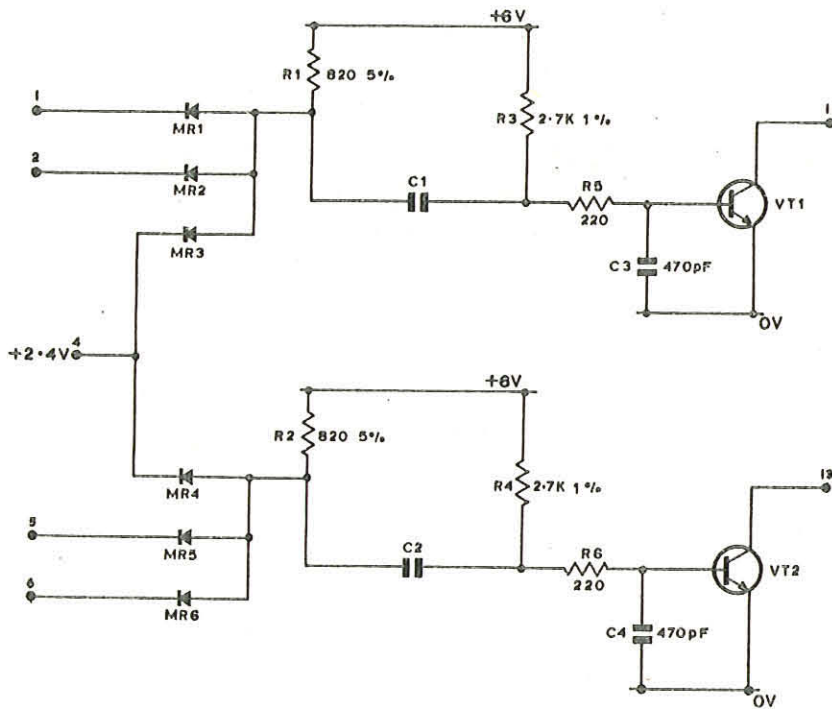 +6V
R1
820 5%
1
MR1
R3
2·7K 1%
1
2
MR2
C1
R5
220
VT1
MR3
C3
470pF
0V
+2·4V
4
+6V
R2
820 5%
MR4
R4
2·7K 1%
13
5
MR5
C2
R6
220
VT2
6
MR6
C4
470pF
0V